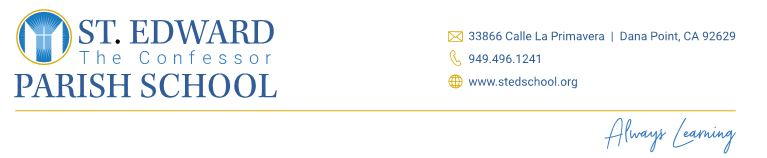 ST. EDWARD
The Confessor
PARISH SCHOOL
33866 Calle La Primavera | Dana Point, CA 92629
949.496.1241
www.stedschool.org
Always Learning